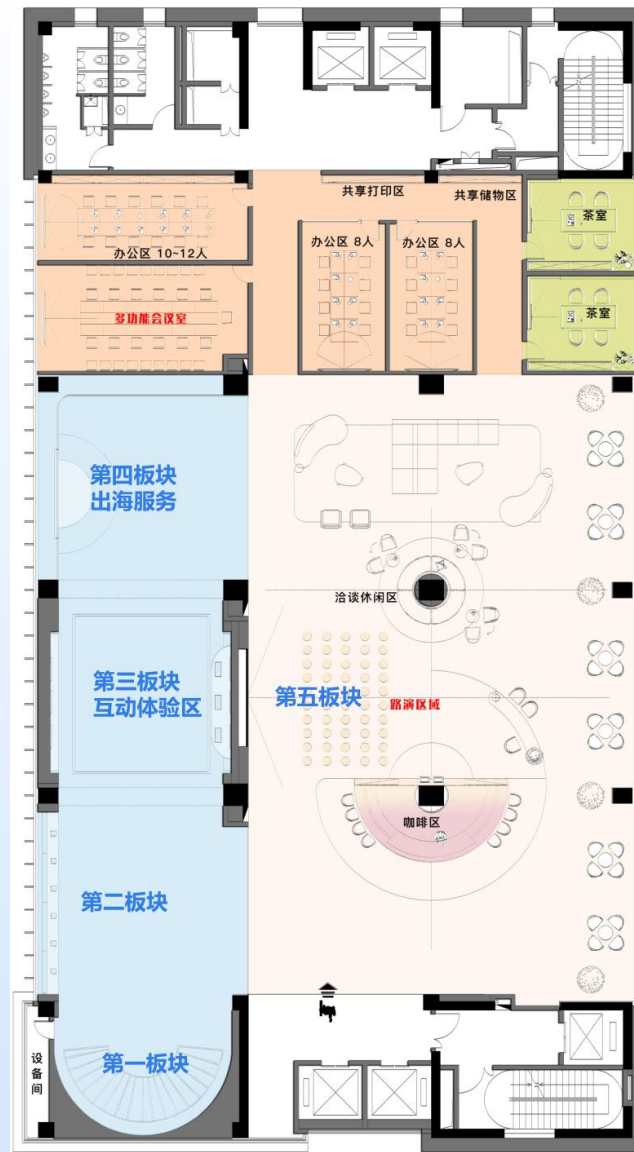 共享打印区
共享储物区
茶室
办公区 10~12人
办公区 8人
办公区 8人
多功能会议室
茶室
第四板块
出海服务
洽谈休闲区
第三板块
互动体验区
第五板块
路演区域
咖啡区
第二板块
第一板块
设备间